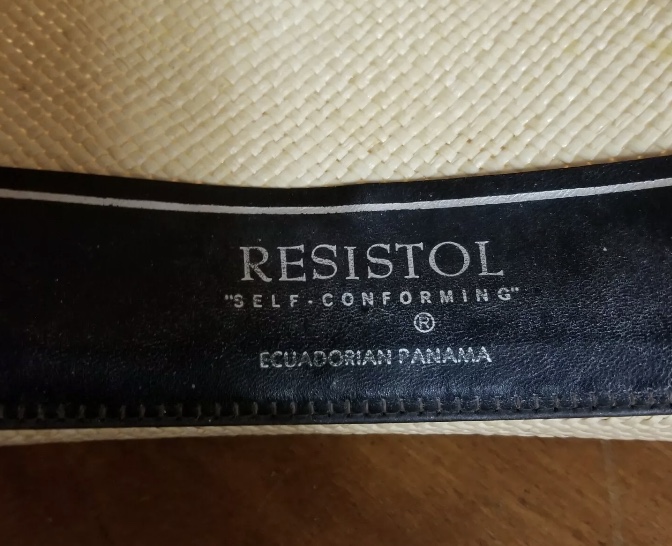 RESISTOL
"SELF-CONFORMING"
®
ECUADORIAN PANAMA